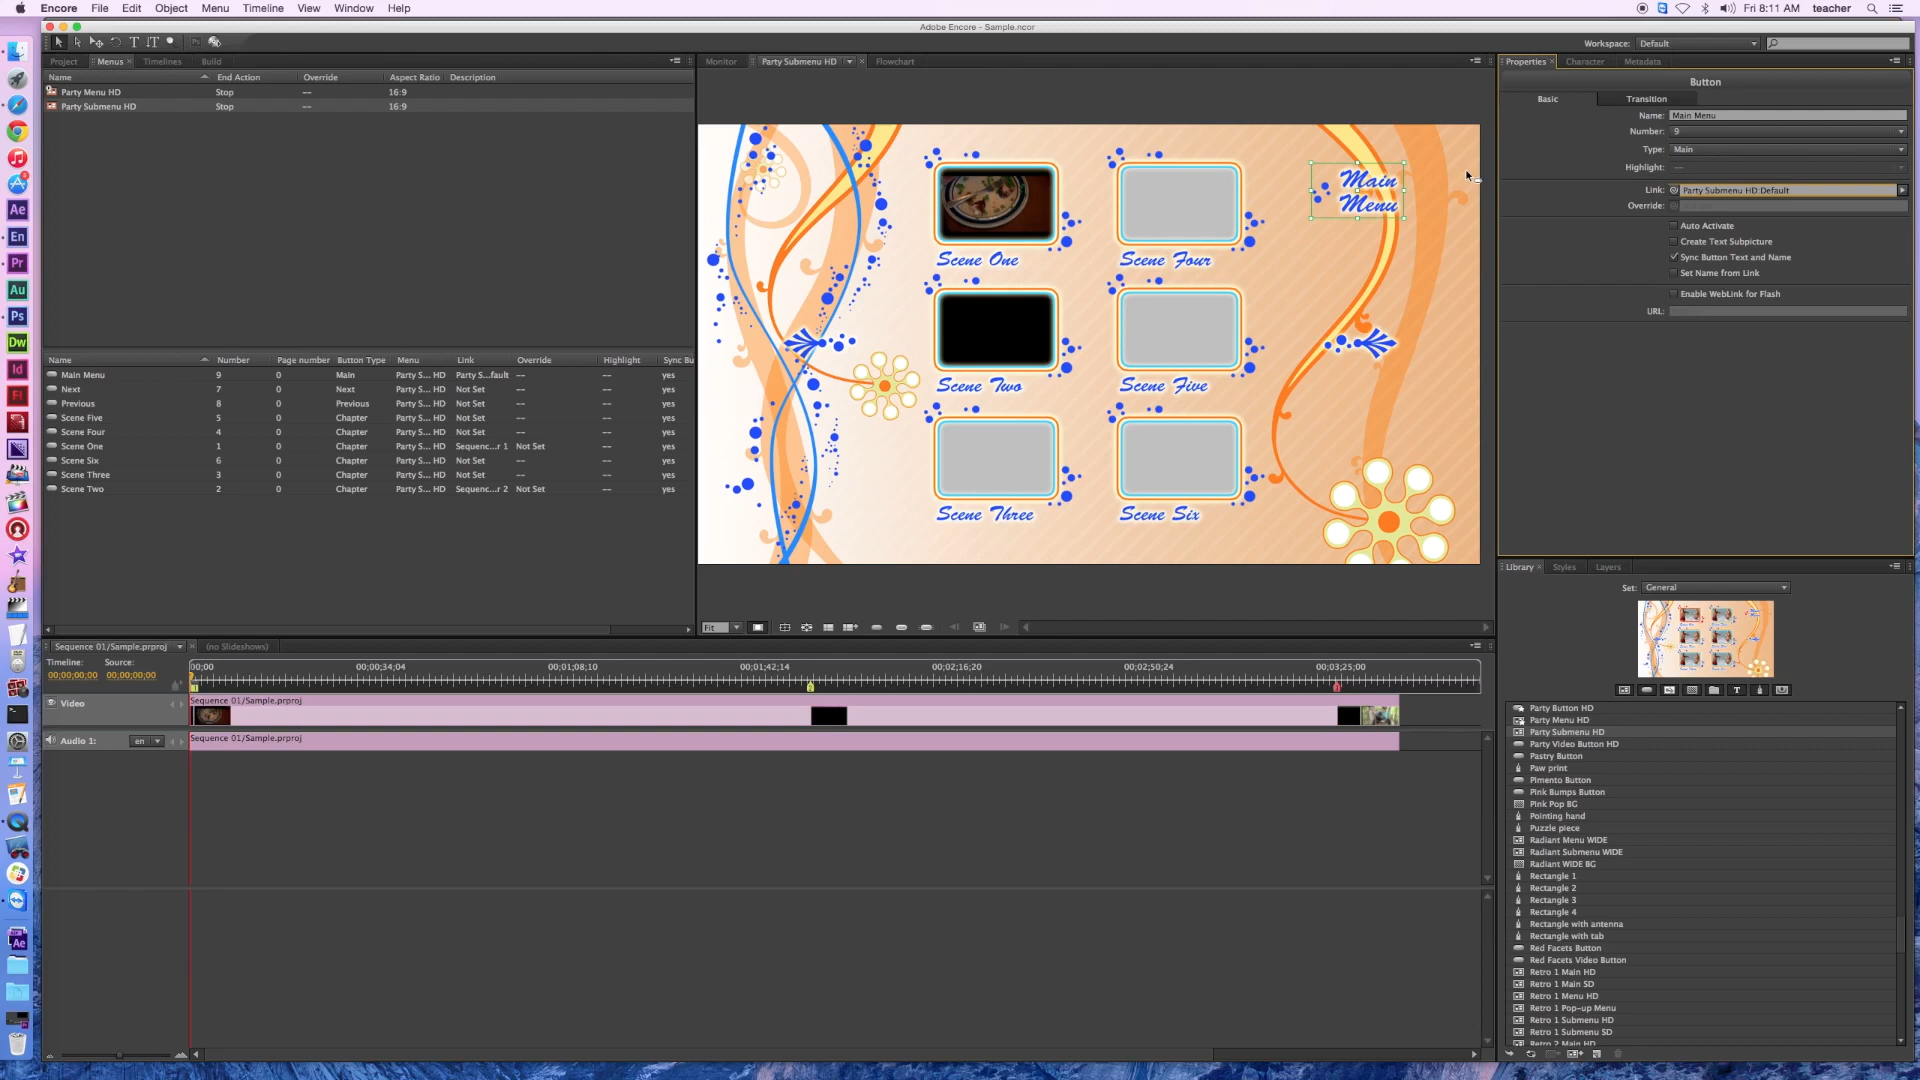 Encore File Edit Object Menu Timeline View Window Help Fri 8:11 AM teacher
Adobe Encore - Sample.ncor
Workspace: Default
Project Menus Timelines Build
Name End Action Override Aspect Ratio Description
Party Menu HD Stop -- 16:9
Party Submenu HD Stop -- 16:9
Name Number Page number Button Type Menu Link Override Highlight Sync Bu
Main Menu 9 0 Main Party S... HD Party S...fault -- -- yes
Next 7 0 Next Party S... HD Not Set -- -- yes
Previous 8 0 Previous Party S... HD Not Set -- -- yes
Scene Five 5 0 Chapter Party S... HD Not Set -- -- yes
Scene Four 4 0 Chapter Party S... HD Not Set -- -- yes
Scene One 1 0 Chapter Party S... HD Sequenc...r 1 Not Set -- yes
Scene Six 6 0 Chapter Party S... HD Not Set -- -- yes
Scene Three 3 0 Chapter Party S... HD Not Set -- -- yes
Scene Two 2 0 Chapter Party S... HD Sequenc...r 2 Not Set -- yes
Monitor Party Submenu HD Flowchart
Main
Menu
Scene One Scene Four
Scene Two Scene Five
Scene Three Scene Six
Fit
Properties Character Metadata
Button
Basic Transition
Name: Main Menu
Number: 9
Type: Main
Highlight: --
Link: Party Submenu HD:Default
Override:
Auto Activate
Create Text Subpicture
Sync Button Text and Name
Set Name from Link
Enable WebLink for Flash
URL:
Library Styles Layers
Set: General
Party Button HD
Party Menu HD
Party Submenu HD
Party Video Button HD
Pastry Button
Paw print
Pimento Button
Pink Bumps Button
Pink Pop BG
Pointing hand
Puzzle piece
Radiant Menu WIDE
Radiant Submenu WIDE
Radiant WIDE BG
Rectangle 1
Rectangle 2
Rectangle 3
Rectangle 4
Rectangle with antenna
Rectangle with tab
Red Facets Button
Red Facets Video Button
Retro 1 Main HD
Retro 1 Main SD
Retro 1 Menu HD
Retro 1 Pop-up Menu
Retro 1 Submenu HD
Retro 1 Submenu SD
Retro 2 Main HD
Sequence 01/Sample.prproj (no Slideshows)
Timeline: Source:
00;00;00;00 00;00;00;00
00;00 00;00;34;04 00;01;08;10 00;01;42;14 00;02;16;20 00;02;50;24 00;03;25;00
Video Sequence 01/Sample.prproj
Audio 1: en Sequence 01/Sample.prproj
Ae
En
Pr
Au
Ps
Dw
Id
Fl
Ae